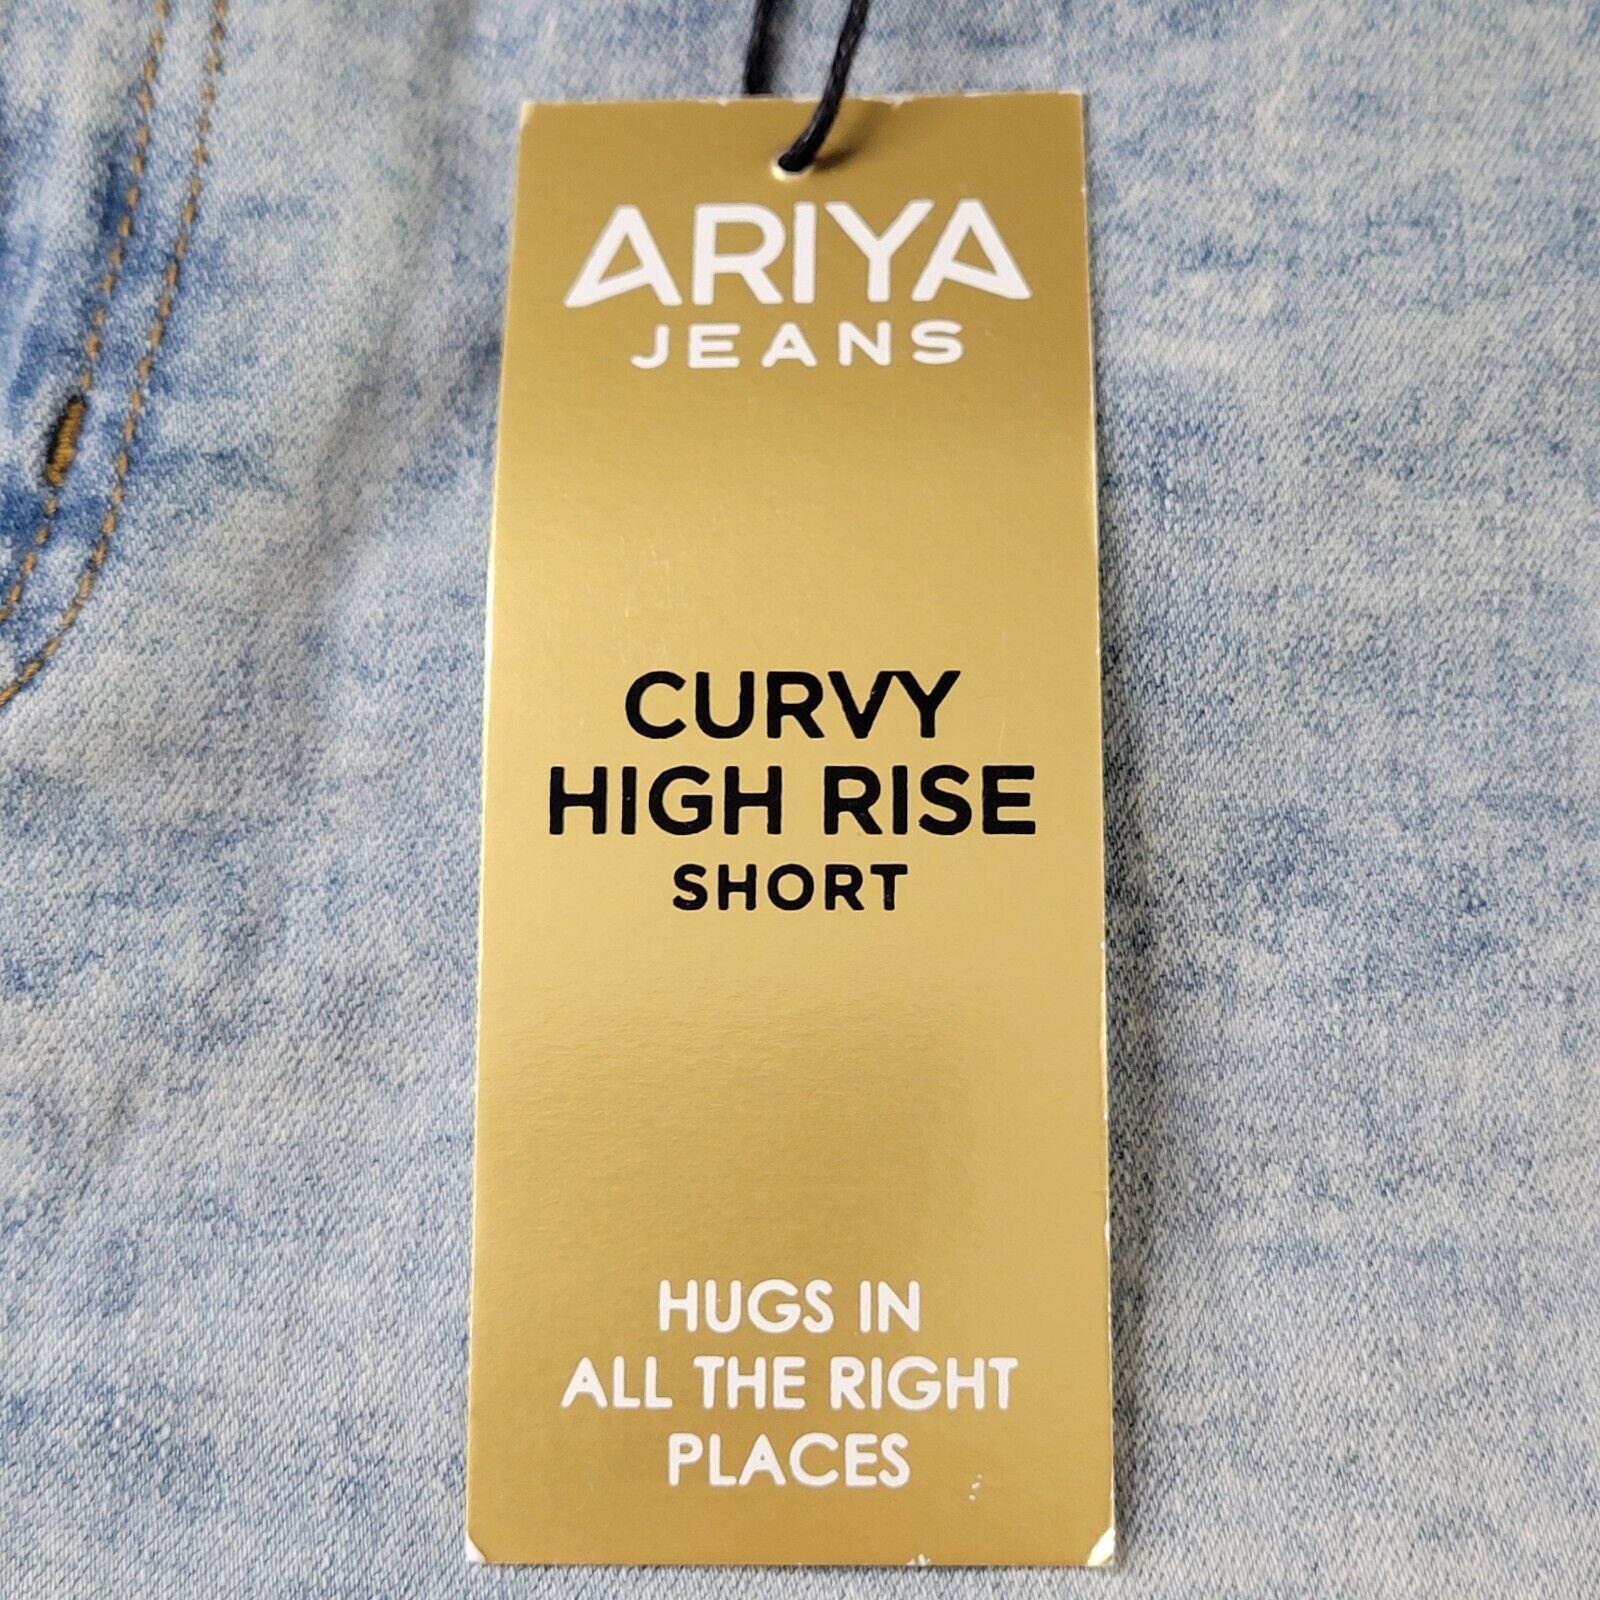 ARIYA
JEANS
CURVY
HIGH RISE
SHORT
HUGS IN
ALL THE RIGHT
PLACES